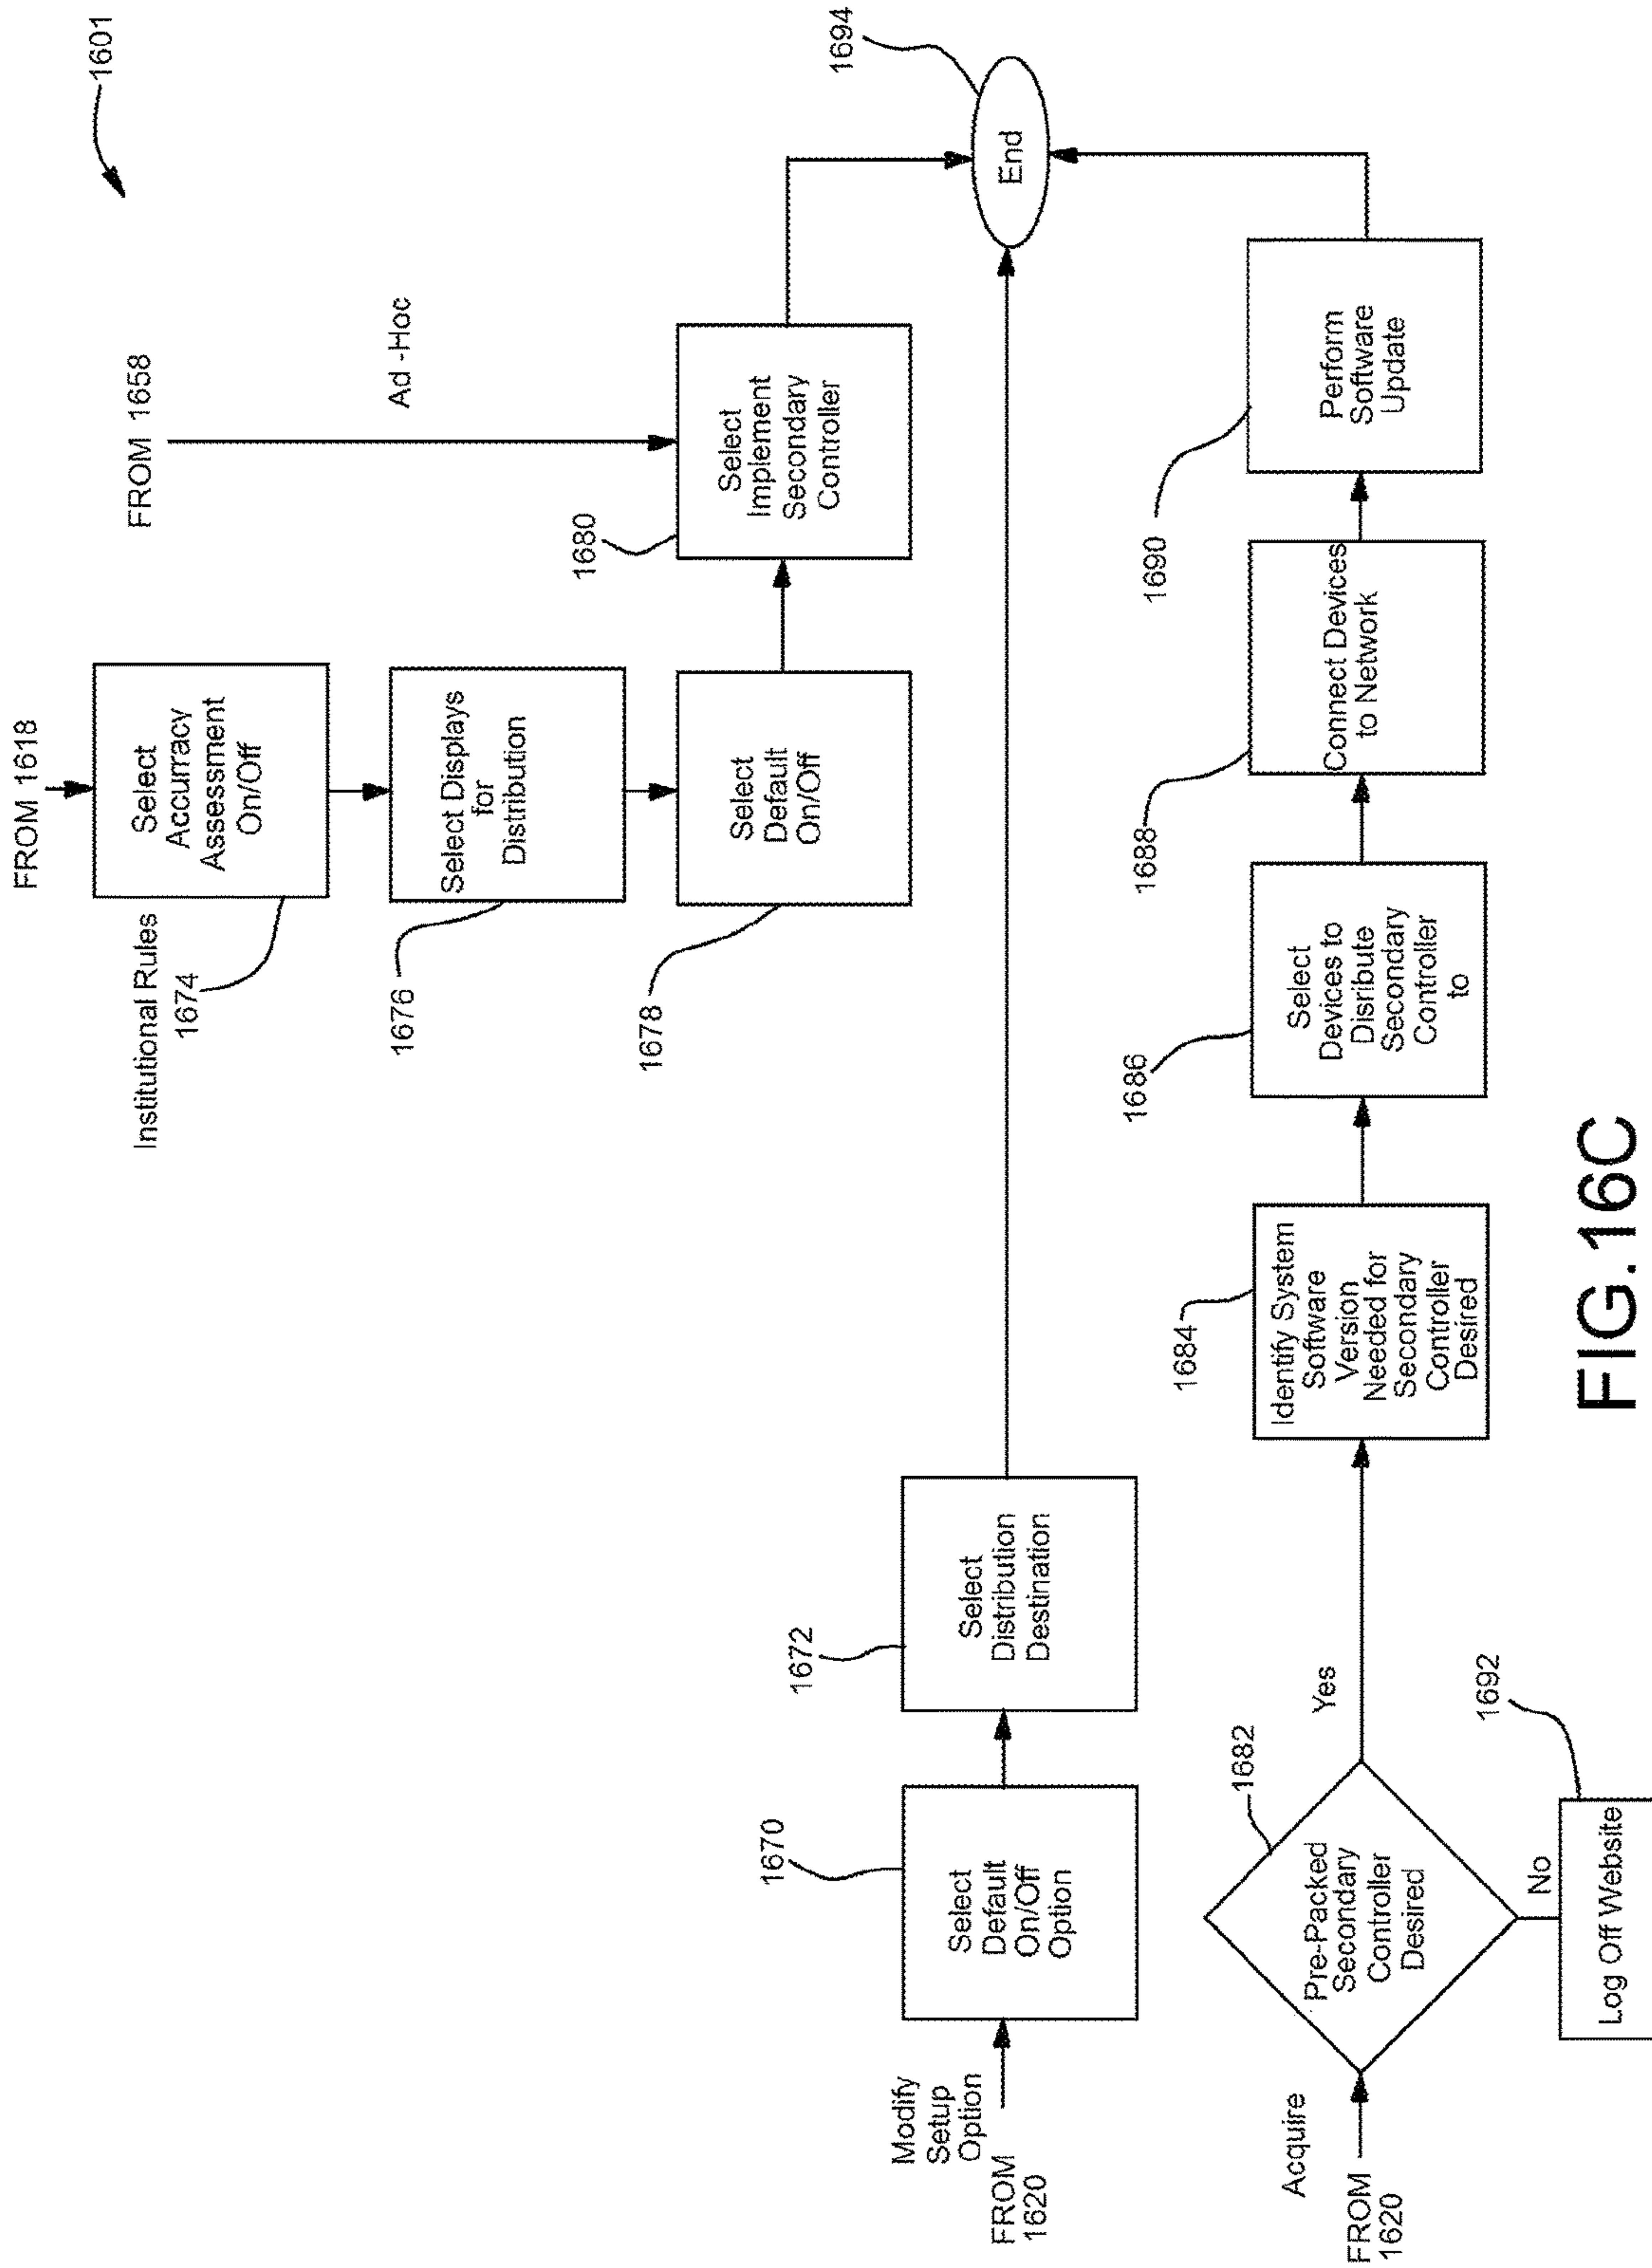 1601
FROM 1618
Institutional Rules
1674
Select
Accurracy
Assessment
On/Off
1676
Select Displays
for
Distribution
1678
Select
Default
On/Off
FROM 1658
Ad -Hoc
1680
Select
Implement
Secondary
Controller
1694
End
Modify
Setup
Option
FROM
1620
1670
Select
Default
On/Off
Option
1672
Select
Distribution
Destination
Acquire
FROM
1620
1682
Pre-Packed
Secondary
Controller
Desired
Yes
No
1692
Log Off Website
1684
Identify System
Software
Version
Needed for
Secondary
Controller
Desired
1686
Select
Devices to
Disribute
Secondary
Controller
to
1688
Connect Devices
to Network
1690
Perform
Software
Update
FIG.16C